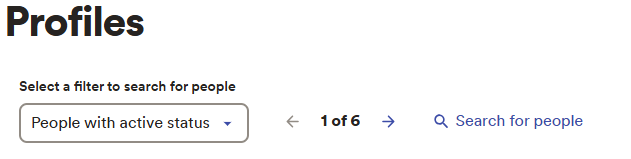 Profiles
Select a filter to search for people
People with active status 1 of 6 Search for people